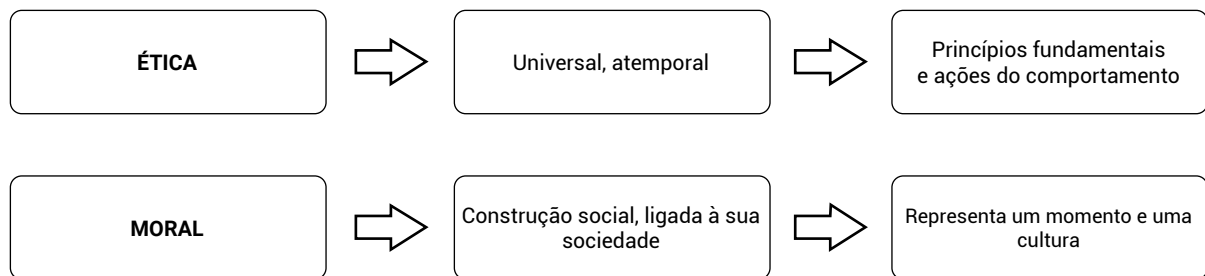 ÉTICA
Universal, atemporal
Princípios fundamentais
e ações do comportamento
MORAL
Construção social, ligada à sua
sociedade
Representa um momento e uma
cultura